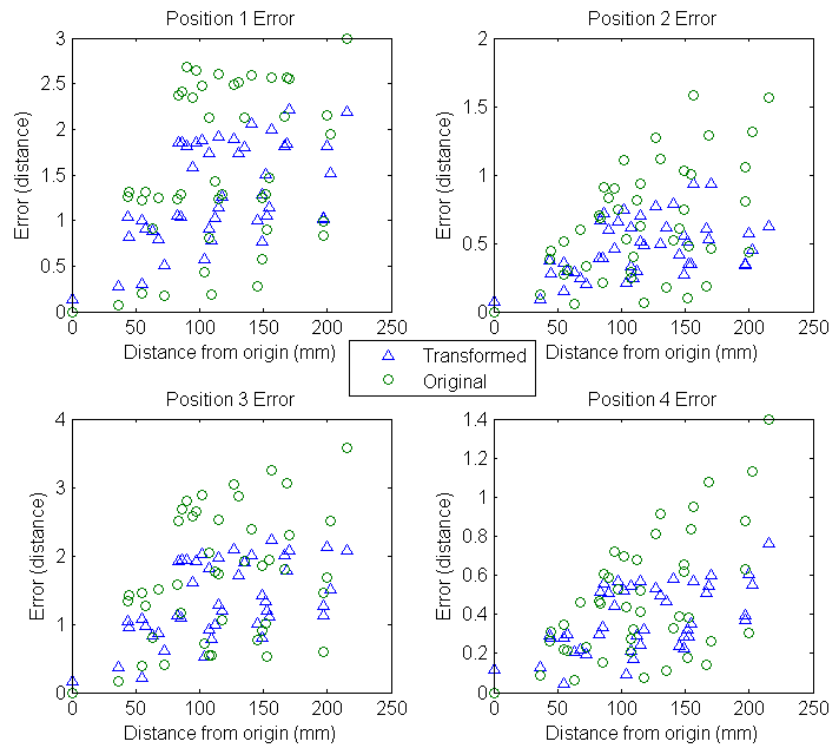 Position 1 Error
Position 2 Error
3
2.5
2
1.5
1
0.5
0
Error (distance)
0 50 100 150 200 250
Distance from origin (mm)
2
1.5
1
0.5
0
Error (distance)
0 50 100 150 200 250
Distance from origin (mm)
Transformed
Original
Position 3 Error
Position 4 Error
4
3
2
1
0
Error (distance)
0 50 100 150 200 250
Distance from origin (mm)
1.4
1.2
1
0.8
0.6
0.4
0.2
0
Error (distance)
0 50 100 150 200 250
Distance from origin (mm)